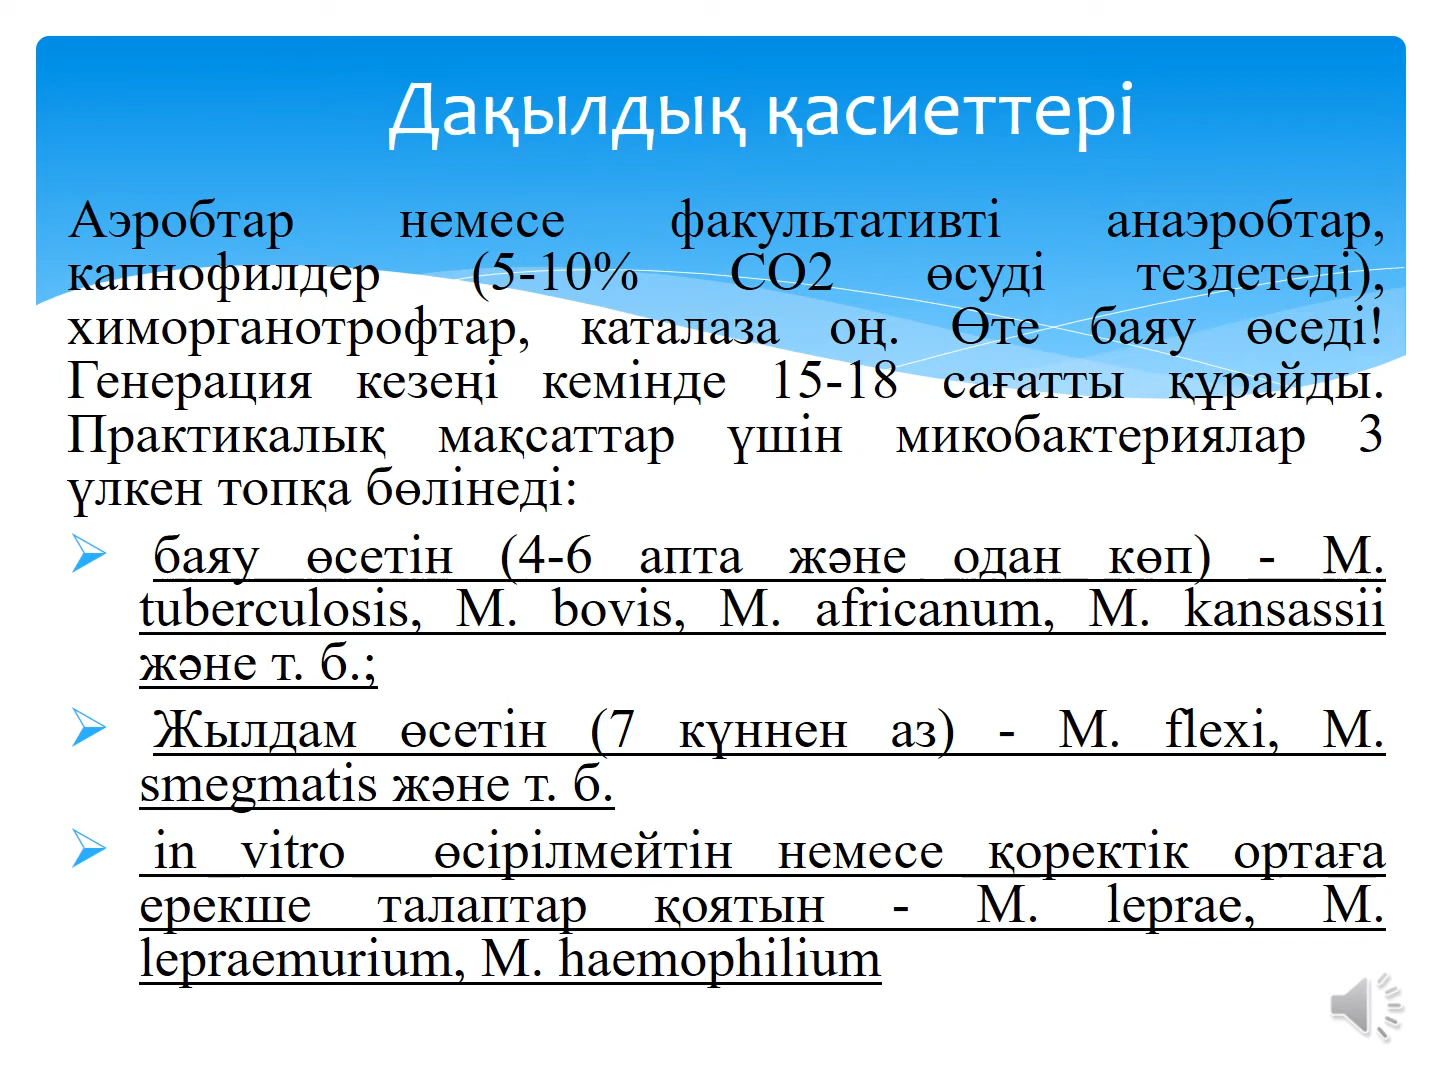 Дақылдық қасиеттері
Аэробтар немесе факультативті анаэробтар,
капнофилдер (5-10% СО2 өсуді тездетеді),
химорганотрофтар, каталаза оң. Өте баяу өседі!
Генерация кезеңі кемінде 15-18 сағатты құрайды.
Практикалық мақсаттар үшін микобактериялар 3
үлкен топқа бөлінеді:
➢ баяу өсетін (4-6 апта және одан көп) - M.
tuberculosis, M. bovis, M. africanum, M. kansassii
және т. б.;
➢ Жылдам өсетін (7 күннен аз) - M. flexi, M.
smegmatis және т. б.
➢ in vitro өсірілмейтін немесе қоректік ортаға
ерекше талаптар қоятын - M. leprae, M.
lepraemurium, M. haemophilium